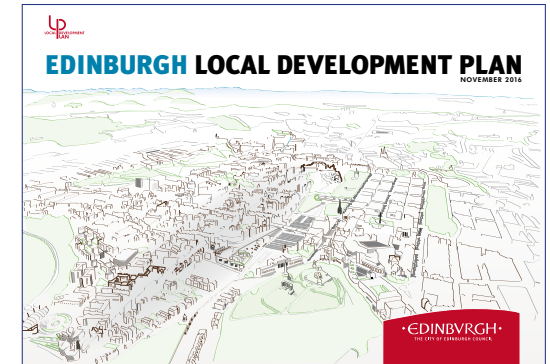 LOCAL DEVELOPMENT
PLAN
EDINBURGH LOCAL DEVELOPMENT PLAN
NOVEMBER 2016
·EDINBVRGH·
THE CITY OF EDINBURGH COUNCIL